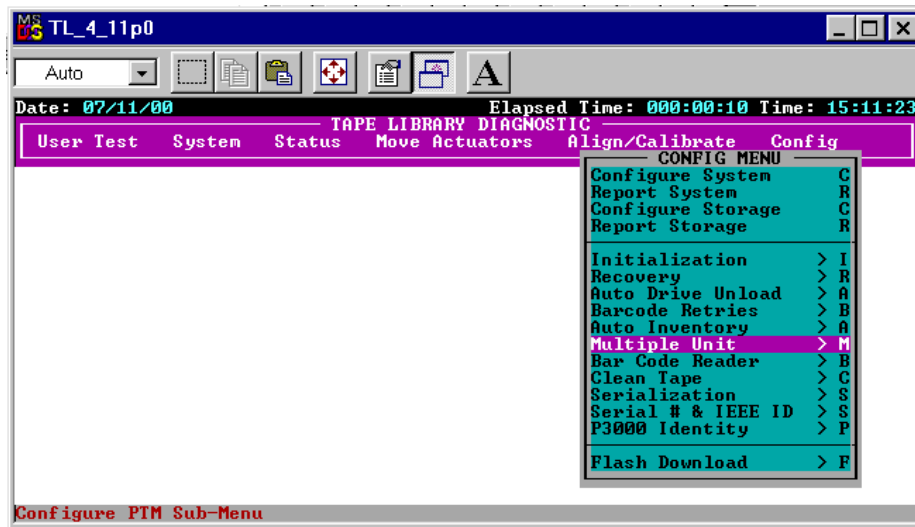 MS DOS TL_4_11p0
Auto
A
Date: 07/11/00 Elapsed Time: 000:00:10 Time: 15:11:23
TAPE LIBRARY DIAGNOSTIC
User Test System Status Move Actuators Align/Calibrate Config
CONFIG MENU
Configure System C
Report System R
Configure Storage C
Report Storage R
Initialization > I
Recovery > R
Auto Drive Unload > A
Barcode Retries > B
Auto Inventory > A
Multiple Unit > M
Bar Code Reader > B
Clean Tape > C
Serialization > S
Serial # & IEEE ID > S
P3000 Identity > P
Flash Download > F
Configure PTM Sub-Menu